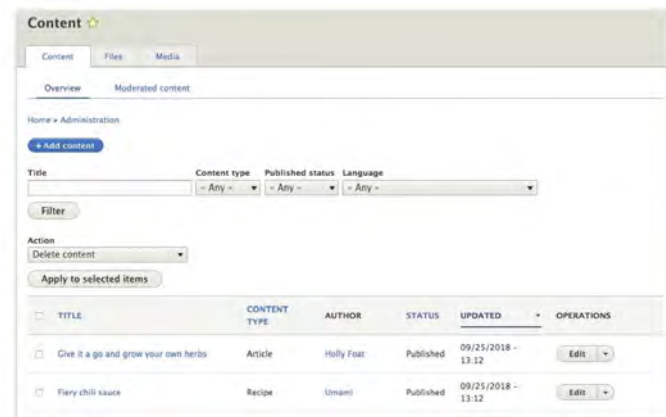 Content
Content Files Media
Overview Moderated content
Home » Administration
+ Add content
Title Content type Published status Language
- Any - - Any - - Any -
Filter
Action
Delete content
Apply to selected items
TITLE CONTENT TYPE AUTHOR STATUS UPDATED OPERATIONS
Give it a go and grow your own herbs Article Holly Foat Published 09/25/2018 - 13:12 Edit
Fiery chili sauce Recipe Umami Published 09/25/2018 - 13:12 Edit